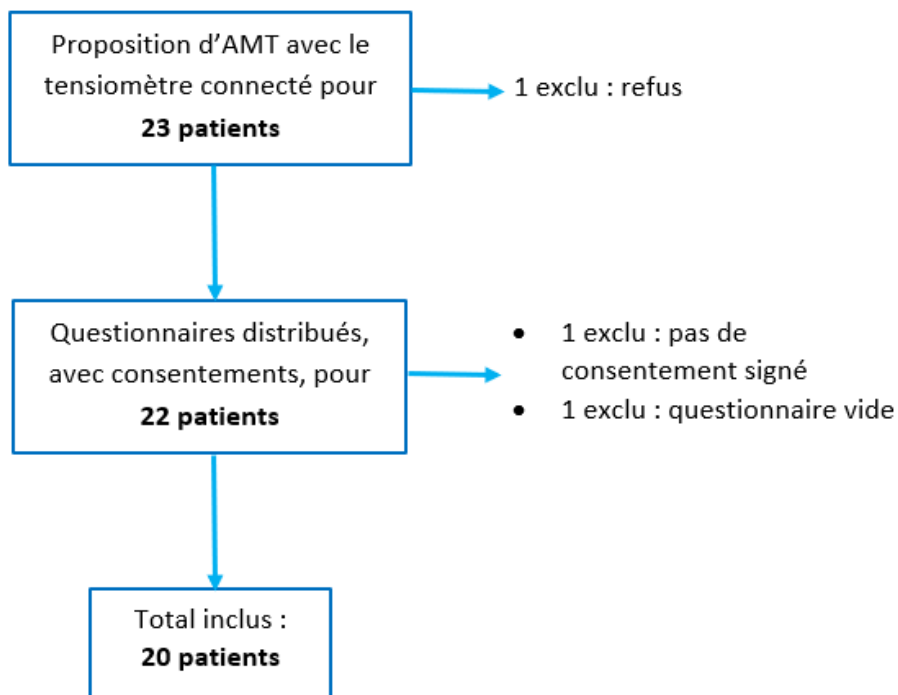 Proposition d’AMT avec le
tensiomètre connecté pour
23 patients
1 exclu : refus
Questionnaires distribués,
avec consentements, pour
22 patients
• 1 exclu : pas de
consentement signé
• 1 exclu : questionnaire vide
Total inclus :
20 patients